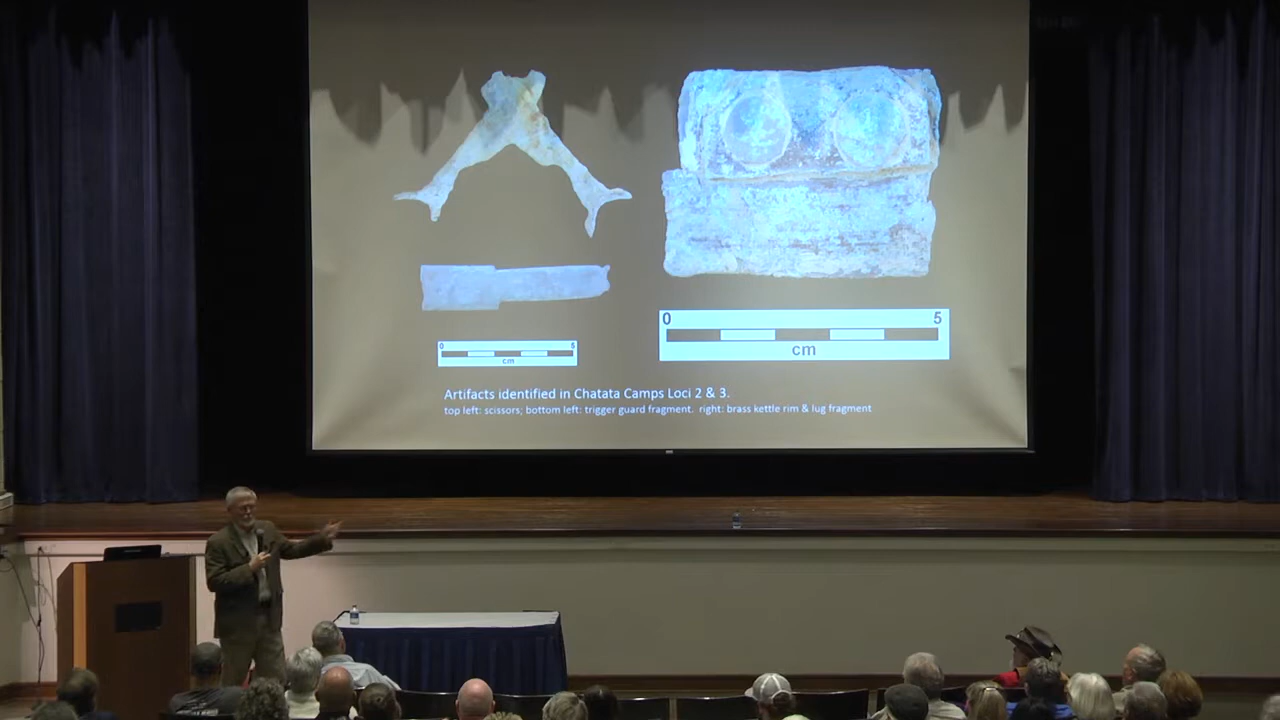 0 5
cm
0 5
cm
Artifacts identified in Chatata Camps Loci 2 & 3.
top left: scissors; bottom left: trigger guard fragment. right: brass kettle rim & lug fragment